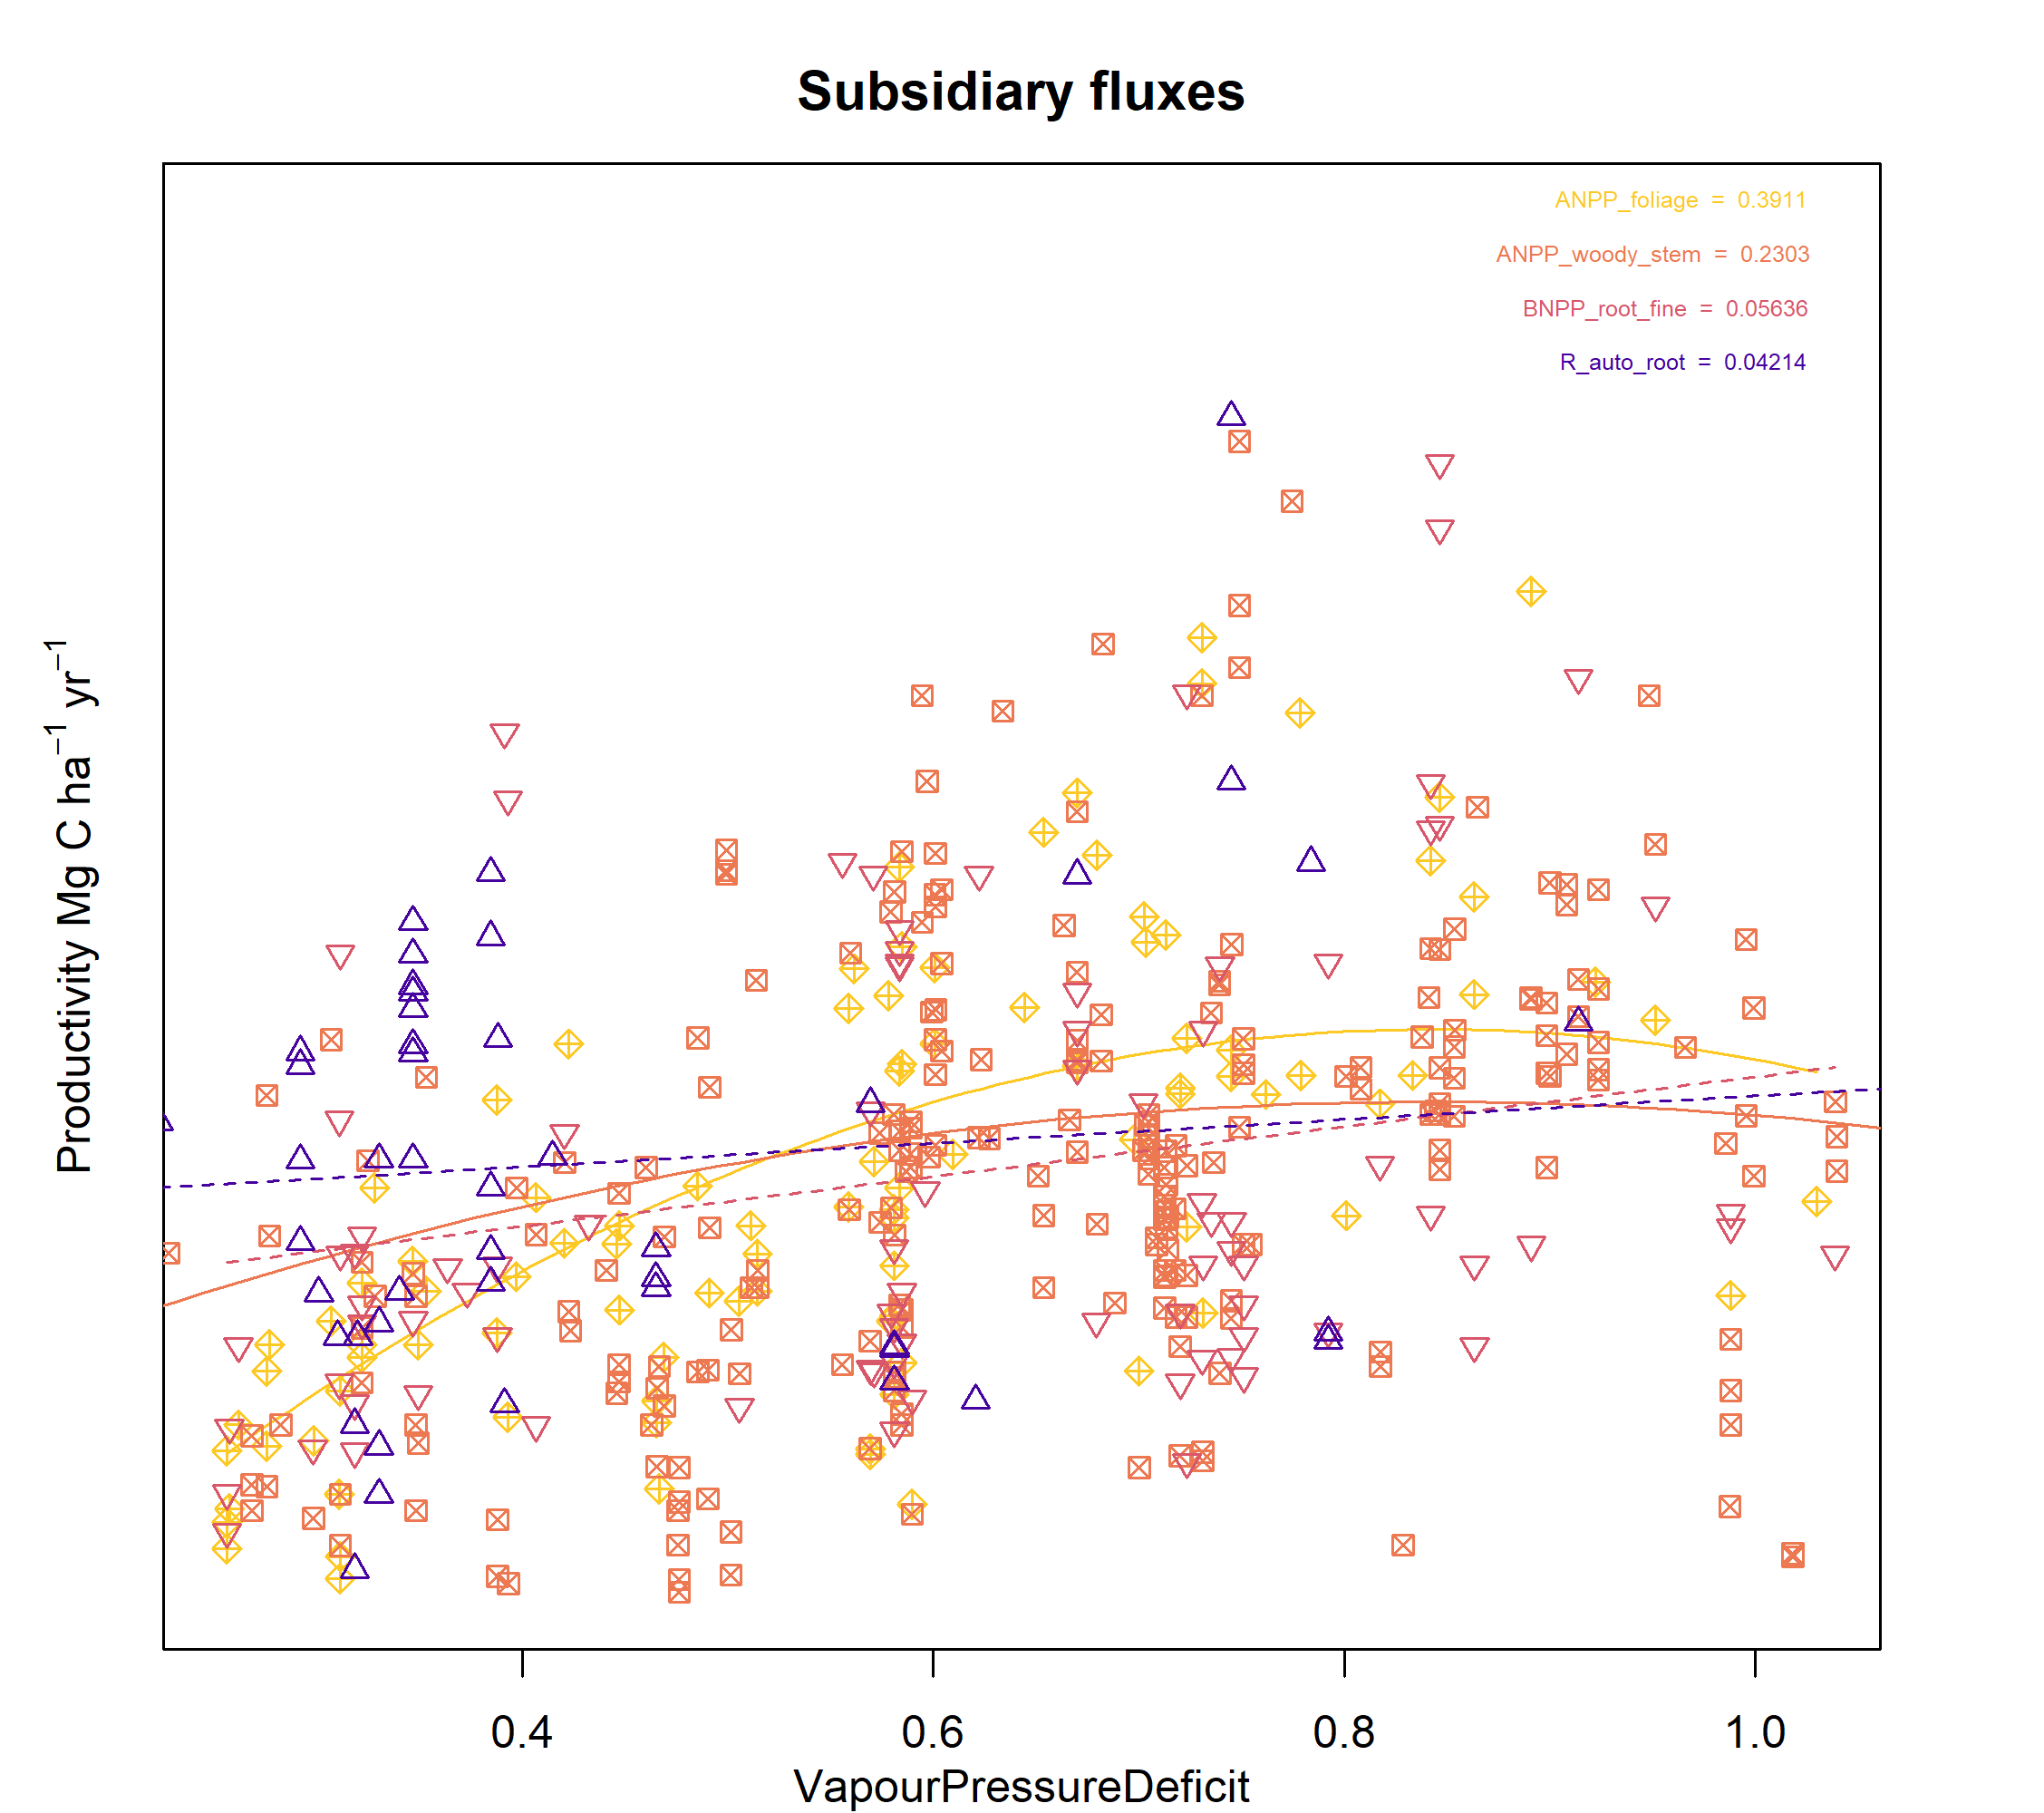 Subsidiary fluxes
ANPP_foliage = 0.3911
ANPP_woody_stem = 0.2303
BNPP_root_fine = 0.05636
R_auto_root = 0.04214
Productivity Mg C ha⁻¹ yr⁻¹
0.4 0.6 0.8 1.0
VapourPressureDeficit